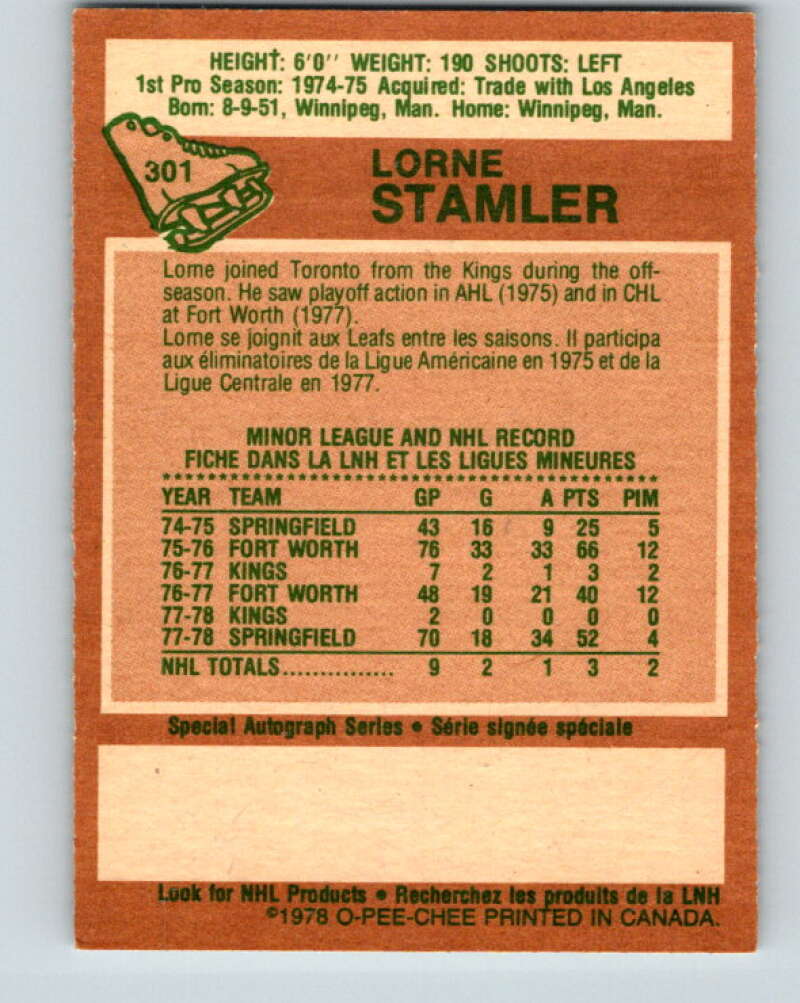 HEIGHT: 6'0'' WEIGHT: 190 SHOOTS: LEFT
1st Pro Season: 1974-75 Acquired: Trade with Los Angeles
Born: 8-9-51, Winnipeg, Man. Home: Winnipeg, Man.
301
LORNE
STAMLER
Lorne joined Toronto from the Kings during the off-
season. He saw playoff action in AHL (1975) and in CHL
at Fort Worth (1977).
Lorne se joignit aux Leafs entre les saisons. Il participa
aux éliminatoires de la Ligue Américaine en 1975 et de la
Ligue Centrale en 1977.
MINOR LEAGUE AND NHL RECORD
FICHE DANS LA LNH ET LES LIGUES MINEURES
YEAR TEAM GP G A PTS PIM
74-75 SPRINGFIELD 43 16 9 25 5
75-76 FORT WORTH 76 33 33 66 12
76-77 KINGS 7 2 1 3 2
76-77 FORT WORTH 48 19 21 40 12
77-78 KINGS 2 0 0 0 0
77-78 SPRINGFIELD 70 18 34 52 4
NHL TOTALS.............. 9 2 1 3 2
Special Autograph Series • Série signée spéciale
Look for NHL Products • Recherchez les produits de la LNH
©1978 O-PEE-CHEE PRINTED IN CANADA.